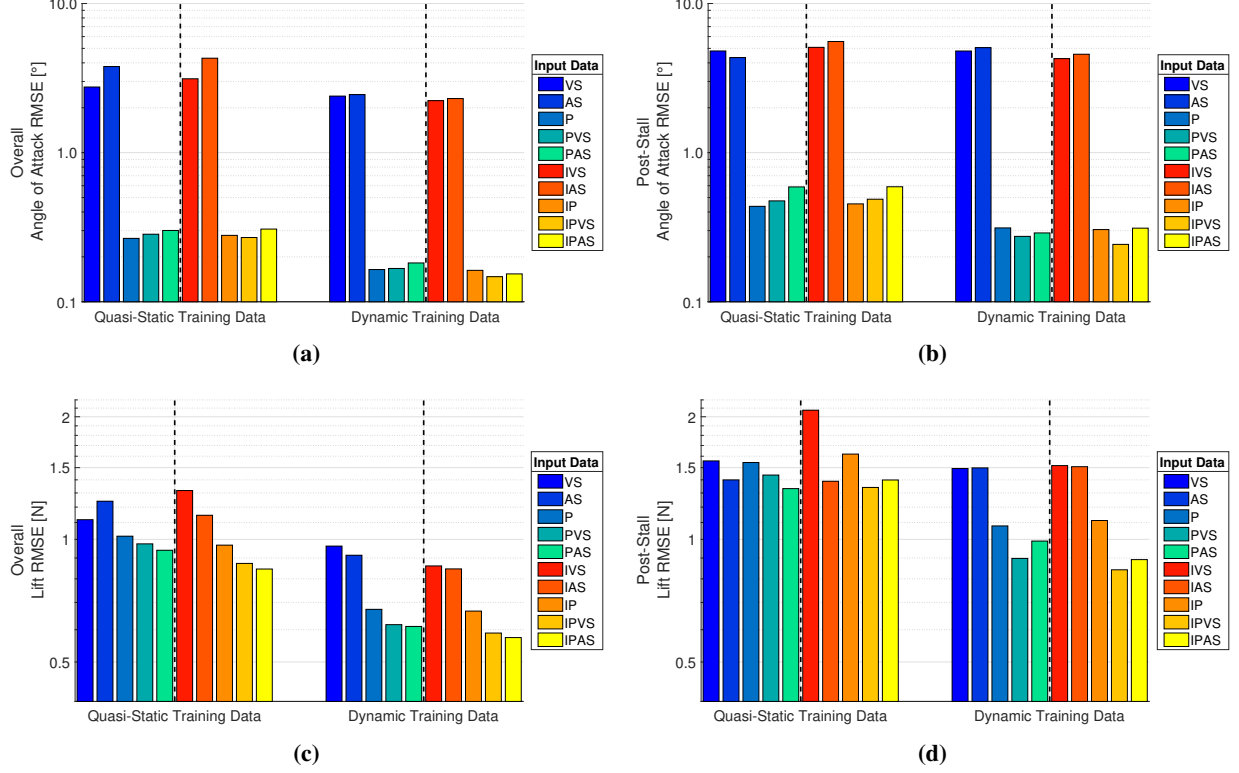 10.0
1.0
0.1
Overall
Angle of Attack RMSE [°]
Quasi-Static Training Data
Dynamic Training Data
Input Data
VS
AS
P
PVS
PAS
IVS
IAS
IP
IPVS
IPAS
(a)
10.0
1.0
0.1
Post-Stall
Angle of Attack RMSE [°]
Quasi-Static Training Data
Dynamic Training Data
Input Data
VS
AS
P
PVS
PAS
IVS
IAS
IP
IPVS
IPAS
(b)
2
1.5
1
0.5
Overall
Lift RMSE [N]
Quasi-Static Training Data
Dynamic Training Data
Input Data
VS
AS
P
PVS
PAS
IVS
IAS
IP
IPVS
IPAS
(c)
2
1.5
1
0.5
Post-Stall
Lift RMSE [N]
Quasi-Static Training Data
Dynamic Training Data
Input Data
VS
AS
P
PVS
PAS
IVS
IAS
IP
IPVS
IPAS
(d)